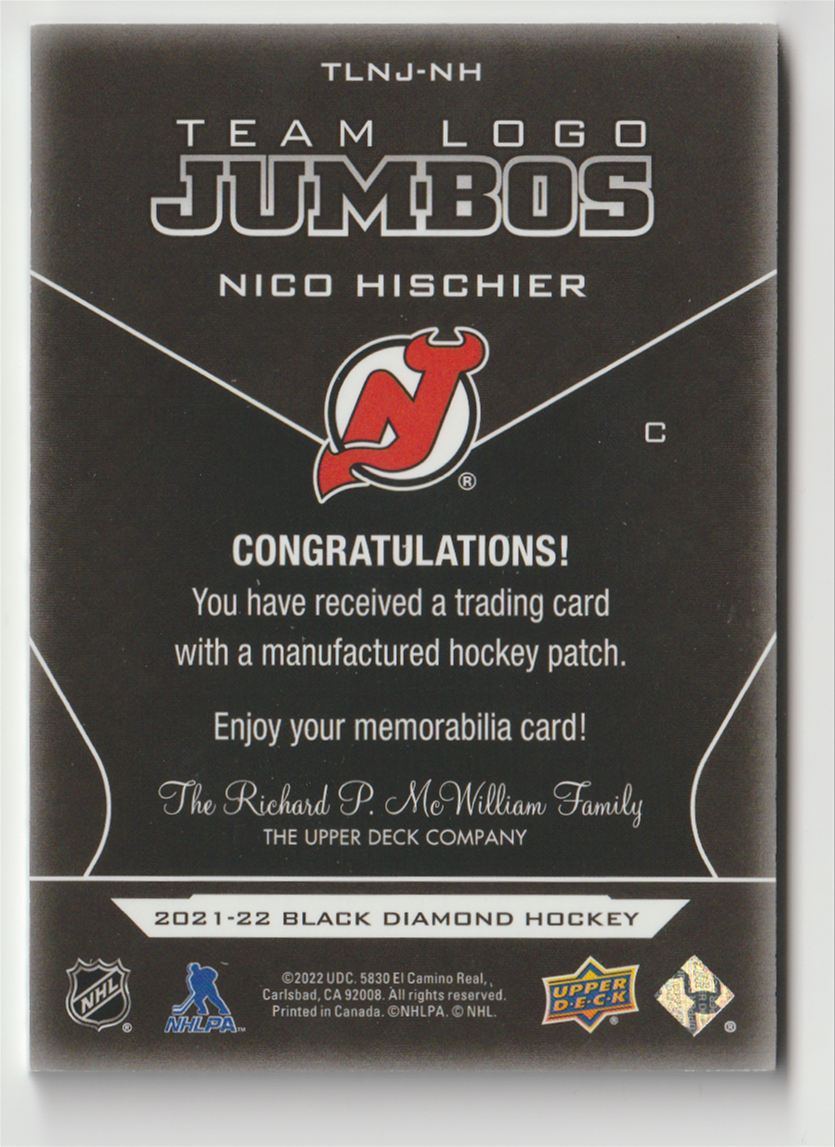 TLNJ-NH
TEAM LOGO
JUMBOS
NICO HISCHIER
NJ
®
C
CONGRATULATIONS!
You have received a trading card
with a manufactured hockey patch.
Enjoy your memorabilia card!
The Richard P. McWilliam Family
THE UPPER DECK COMPANY
2021-22 BLACK DIAMOND HOCKEY
NHL ®
NHLPA™
©2022 UDC. 5830 El Camino Real,
Carlsbad, CA 92008. All rights reserved.
Printed in Canada. ©NHLPA. © NHL.
UPPER
D·E·C·K ®
®